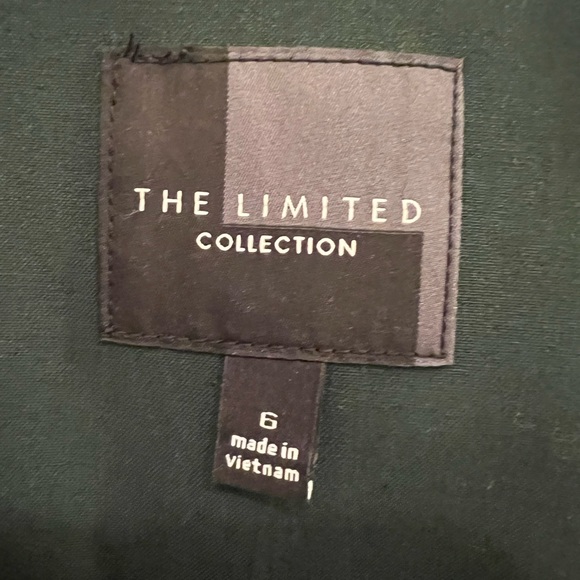 THE LIMITED
COLLECTION
6
made in
vietnam